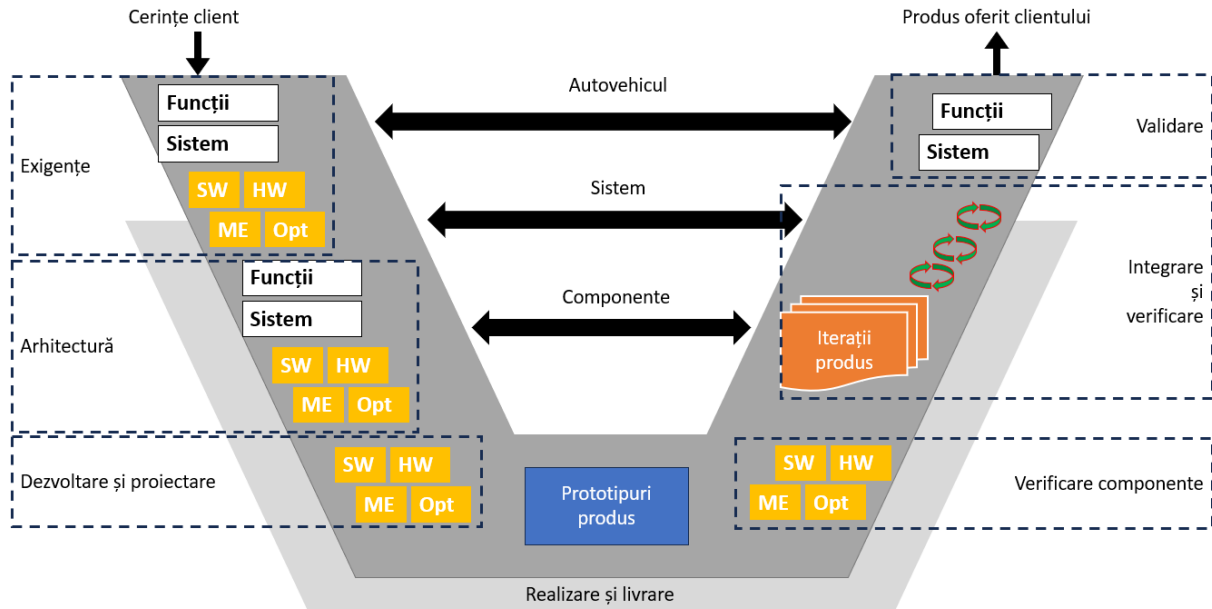 Cerințe client
Produs oferit clientului
Autovehicul
Funcții
Sistem
Exigențe
SW HW
ME Opt
Funcții
Sistem
Validare
Sistem
Funcții
Sistem
Arhitectură
SW HW
ME Opt
Componente
Iterații
produs
Integrare
și
verificare
Dezvoltare și proiectare
SW HW
ME Opt
Prototipuri
produs
SW HW
ME Opt
Verificare componente
Realizare și livrare